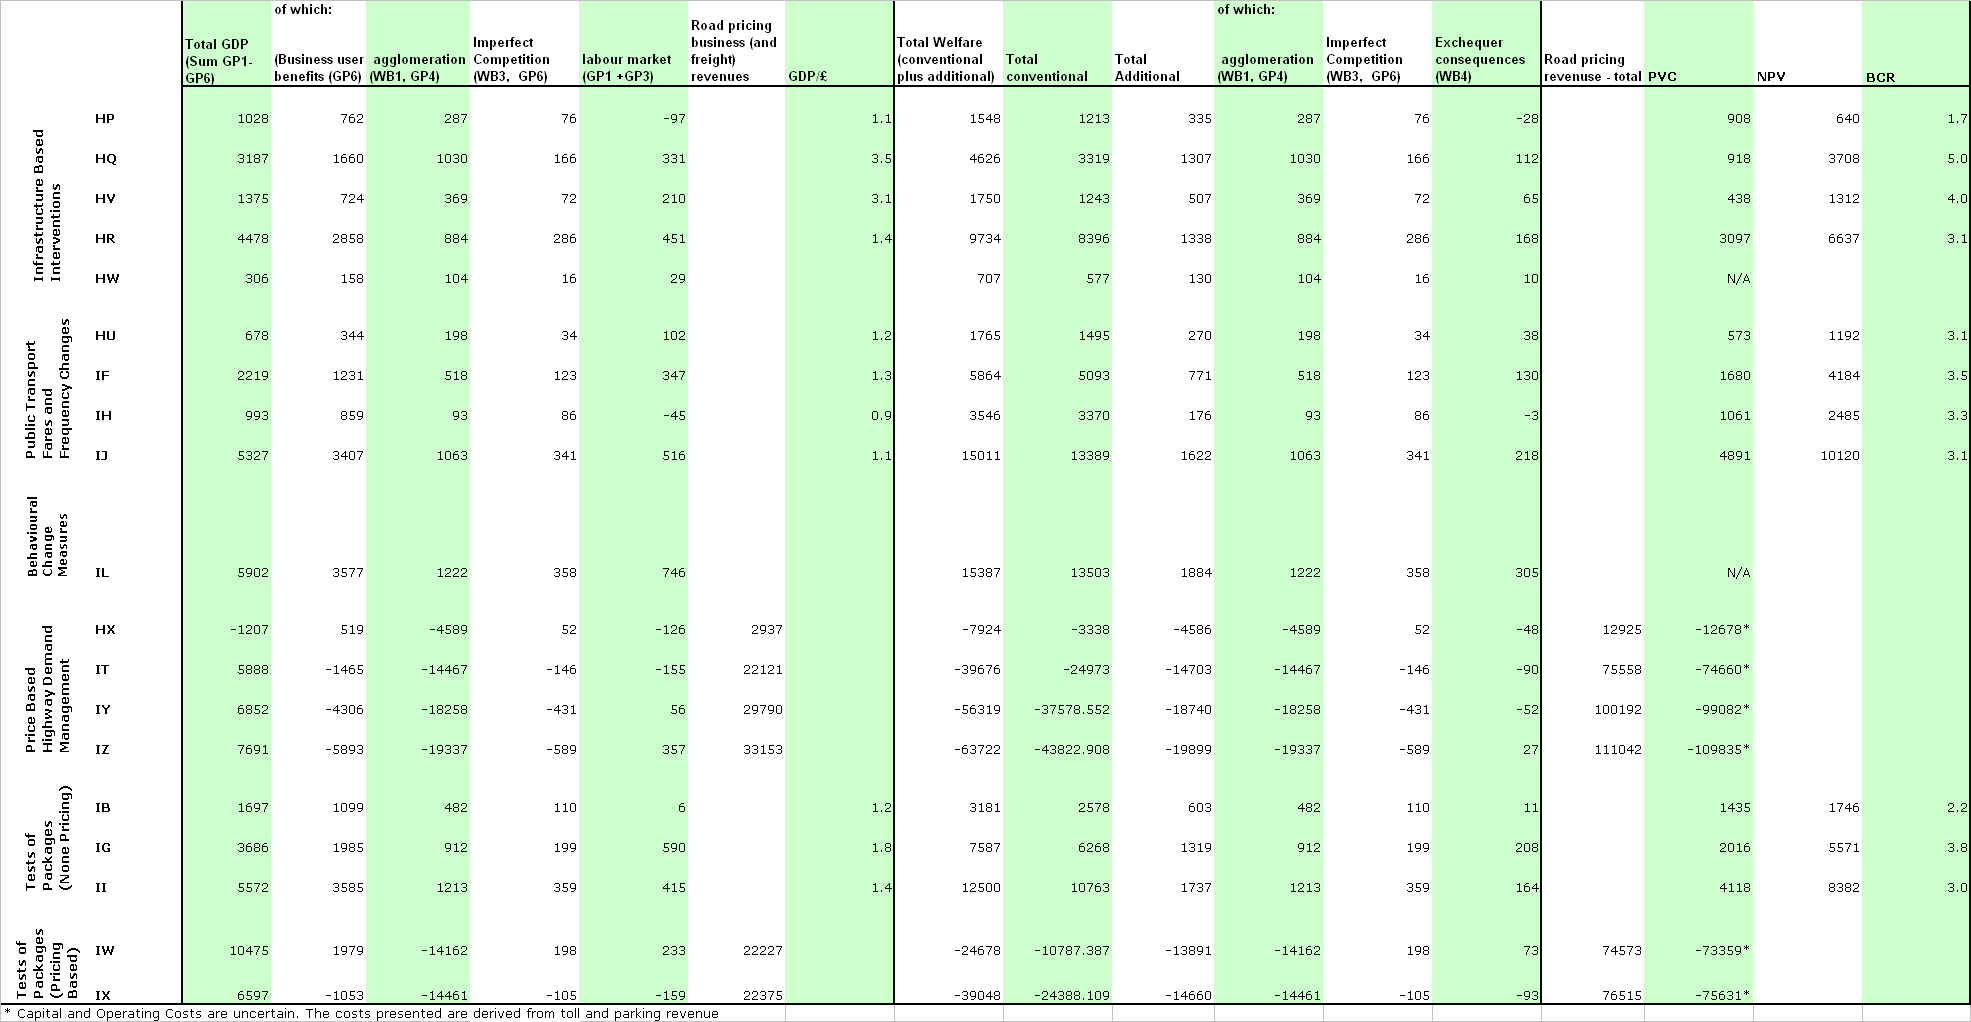 of which: of which:
Total GDP (Sum GP1-GP6) (Business user benefits (GP6) agglomeration (WB1, GP4) Imperfect Competition (WB3, GP6) labour market (GP1 +GP3) Road pricing business (and freight) revenues GDP/£ Total Welfare (conventional plus additional) Total conventional Total Additional agglomeration (WB1, GP4) Imperfect Competition (WB3, GP6) Exchequer consequences (WB4) Road pricing revenuse - total PVC NPV BCR
Infrastructure Based
Interventions
HP 1028 762 287 76 -97 1.1 1548 1213 335 287 76 -28 908 640 1.7
HQ 3187 1660 1030 166 331 3.5 4626 3319 1307 1030 166 112 918 3708 5.0
HV 1375 724 369 72 210 3.1 1750 1243 507 369 72 65 438 1312 4.0
HR 4478 2858 884 286 451 1.4 9734 8396 1338 884 286 168 3097 6637 3.1
HW 306 158 104 16 29 707 577 130 104 16 10 N/A
Public Transport
Fares and
Frequency Changes
HU 678 344 198 34 102 1.2 1765 1495 270 198 34 38 573 1192 3.1
IF 2219 1231 518 123 347 1.3 5864 5093 771 518 123 130 1680 4184 3.5
IH 993 859 93 86 -45 0.9 3546 3370 176 93 86 -3 1061 2485 3.3
IJ 5327 3407 1063 341 516 1.1 15011 13389 1622 1063 341 218 4891 10120 3.1
Behavioural
Change
Measures
IL 5902 3577 1222 358 746 15387 13503 1884 1222 358 305 N/A
Price Based
Highway Demand
Management
HX -1207 519 -4589 52 -126 2937 -7924 -3338 -4586 -4589 52 -48 12925 -12678*
IT 5888 -1465 -14467 -146 -155 22121 -39676 -24973 -14703 -14467 -146 -90 75558 -74660*
IY 6852 -4306 -18258 -431 56 29790 -56319 -37578.552 -18740 -18258 -431 -52 100192 -99082*
IZ 7691 -5893 -19337 -589 357 33153 -63722 -43822.908 -19899 -19337 -589 27 111042 -109835*
Tests of
Packages
(None Pricing)
IB 1697 1099 482 110 6 1.2 3181 2578 603 482 110 11 1435 1746 2.2
IG 3686 1985 912 199 590 1.8 7587 6268 1319 912 199 208 2016 5571 3.8
II 5572 3585 1213 359 415 1.4 12500 10763 1737 1213 359 164 4118 8382 3.0
Tests of
Packages
(Pricing
Based)
IW 10475 1979 -14162 198 233 22227 -24678 -10787.387 -13891 -14162 198 73 74573 -73359*
IX 6597 -1053 -14461 -105 -159 22375 -39048 -24388.109 -14660 -14461 -105 -93 76515 -75631*
* Capital and Operating Costs are uncertain. The costs presented are derived from toll and parking revenue